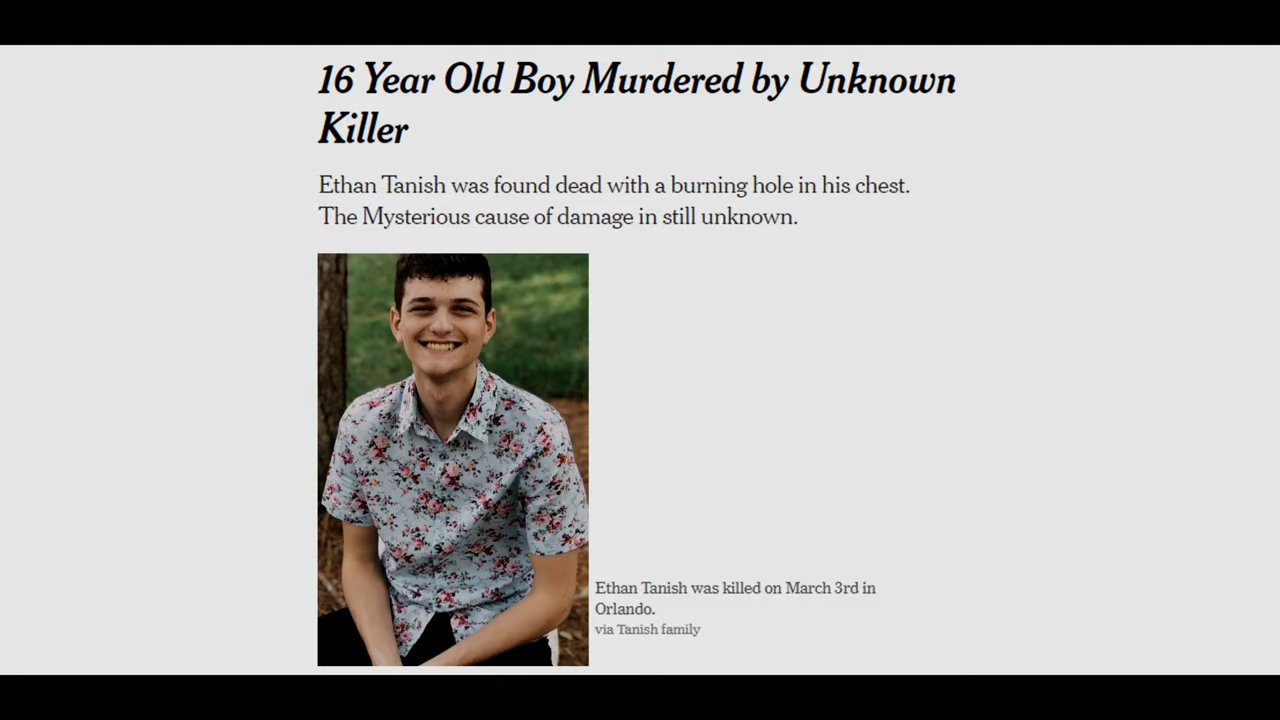 16 Year Old Boy Murdered by Unknown
Killer
Ethan Tanish was found dead with a burning hole in his chest.
The Mysterious cause of damage in still unknown.
Ethan Tanish was killed on March 3rd in
Orlando.
via Tanish family